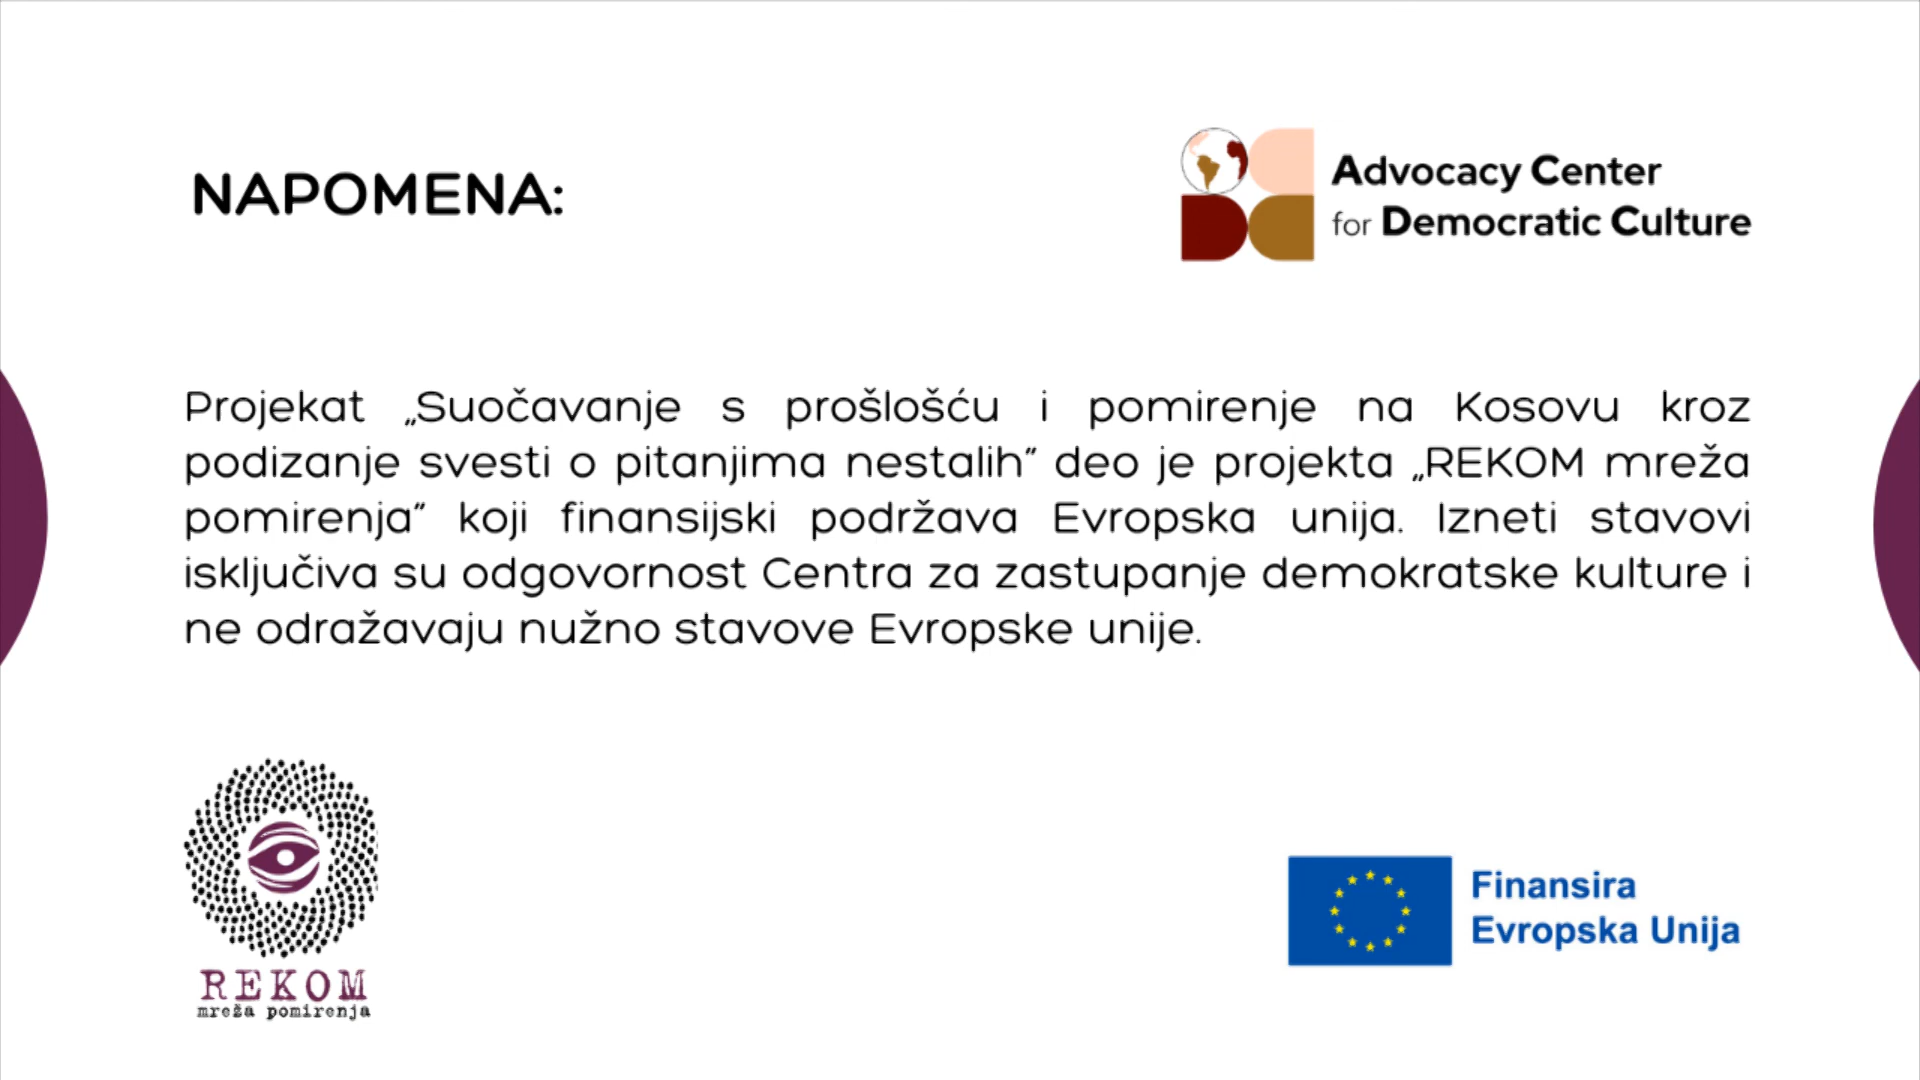 NAPOMENA:
Advocacy Center
for Democratic Culture
Projekat „Suočavanje s prošlošću i pomirenje na Kosovu kroz
podizanje svesti o pitanjima nestalih” deo je projekta „REKOM mreža
pomirenja” koji finansijski podržava Evropska unija. Izneti stavovi
isključiva su odgovornost Centra za zastupanje demokratske kulture i
ne odražavaju nužno stavove Evropske unije.
REKOM
mreža pomirenja
Finansira
Evropska Unija